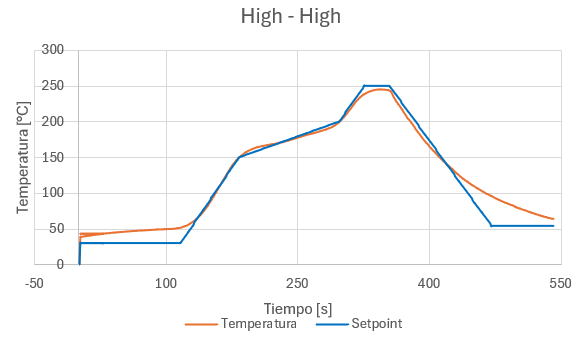 High - High
300
250
200
150
100
50
0
-50 100 250 400 550
Temperatura [ºC]
Tiempo [s]
Temperatura Setpoint